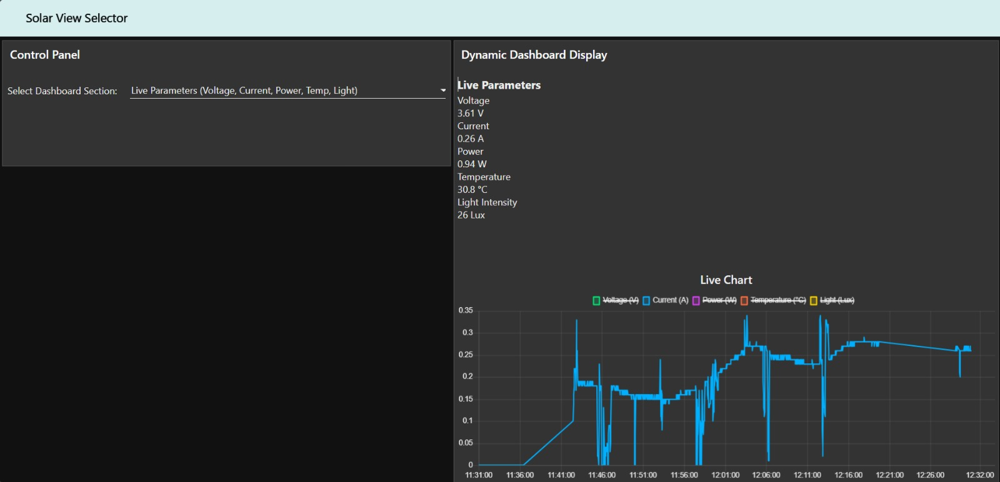 Solar View Selector
Control Panel
Select Dashboard Section: Live Parameters (Voltage, Current, Power, Temp, Light)
Dynamic Dashboard Display
Live Parameters
Voltage
3.61 V
Current
0.26 A
Power
0.94 W
Temperature
30.8 °C
Light Intensity
26 Lux
Live Chart
Voltage (V) Current (A) Power (W) Temperature (°C) Light (Lux)
0.35
0.3
0.25
0.2
0.15
0.1
0.05
0
11:31:00 11:36:00 11:41:00 11:46:00 11:51:00 11:56:00 12:01:00 12:06:00 12:11:00 12:16:00 12:21:00 12:26:00 12:32:00